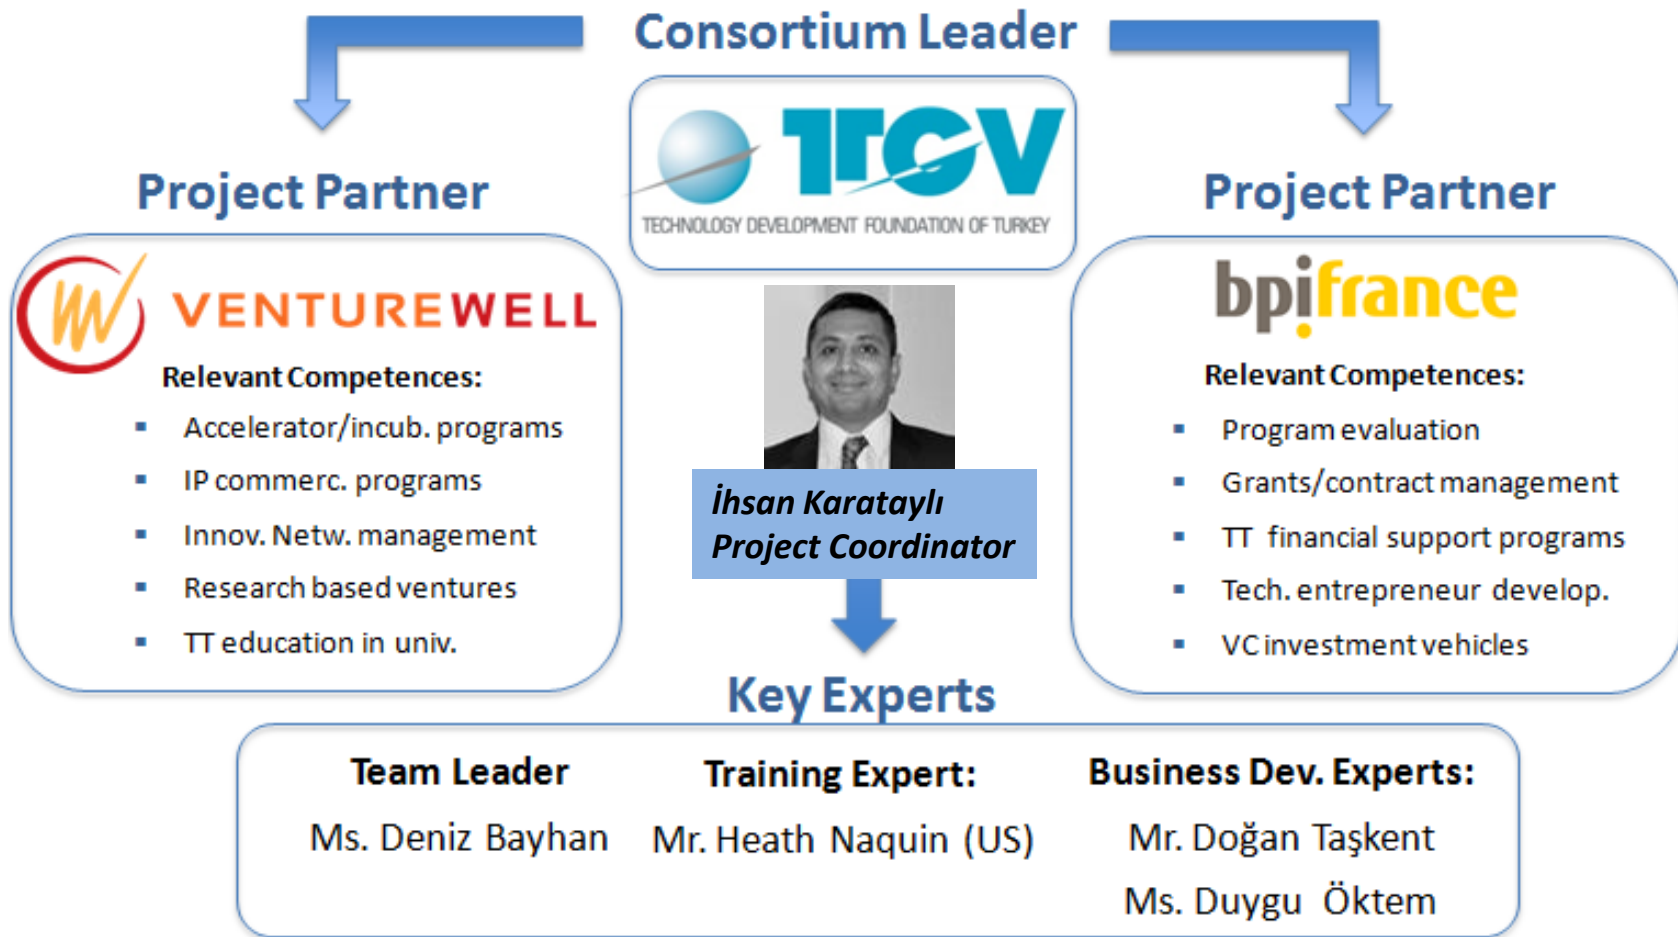 Consortium Leader
TTGV
TECHNOLOGY DEVELOPMENT FOUNDATION OF TURKEY
Project Partner
VENTUREWELL
Relevant Competences:
Accelerator/incub. programs
IP commerc. programs
Innov. Netw. management
Research based ventures
TT education in univ.
İhsan Karataylı
Project Coordinator
Project Partner
bpifrance
Relevant Competences:
Program evaluation
Grants/contract management
TT financial support programs
Tech. entrepreneur develop.
VC investment vehicles
Key Experts
Team Leader
Ms. Deniz Bayhan
Training Expert:
Mr. Heath Naquin (US)
Business Dev. Experts:
Mr. Doğan Taşkent
Ms. Duygu Öktem